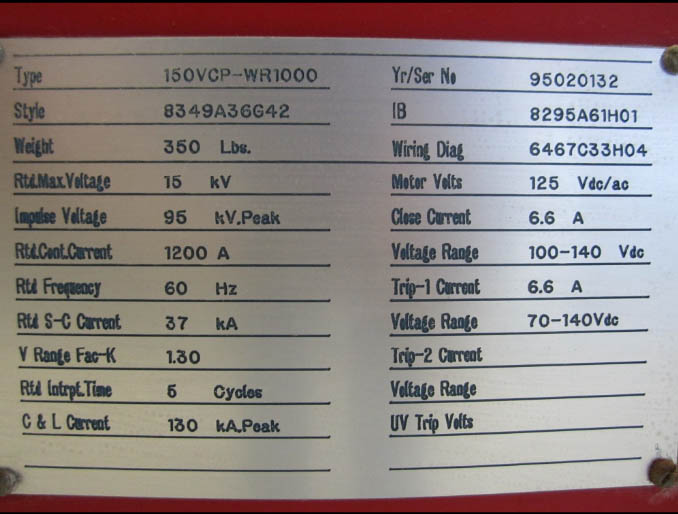 Type 150VCP-WR1000
Style 8349A36G42
Weight 350 Lbs.
Rtd.Max.Voltage 15 kV
Impulse Voltage 95 kV.Peak
Rtd.Cont.Current 1200 A
Rtd Frequency 60 Hz
Rtd S-C Current 37 kA
V Range Fac-K 1.30
Rtd Intrpt.Time 5 Cycles
C & L Current 130 kA.Peak
Yr/Ser No 95020132
IB 8295A61H01
Wiring Diag 6467C33H04
Motor Volts 125 Vdc/ac
Close Current 6.6 A
Voltage Range 100-140 Vdc
Trip-1 Current 6.6 A
Voltage Range 70-140Vdc
Trip-2 Current
Voltage Range
UV Trip Volts